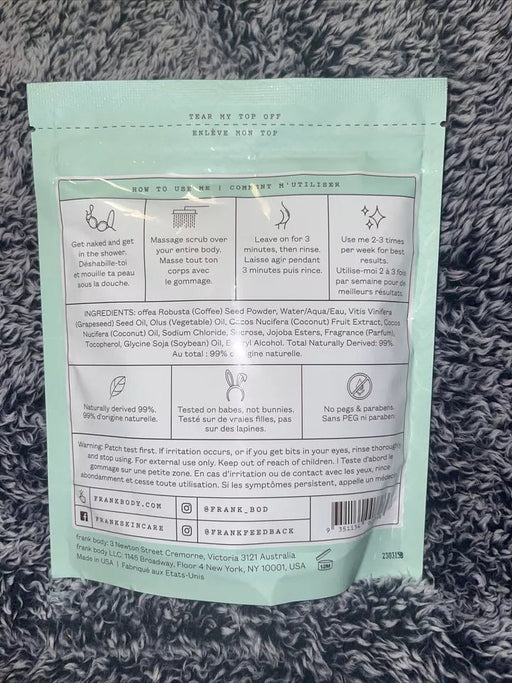 TEAR MY TOP OFF
ENLÈVE MON TOP
HOW TO USE ME | COMMENT M'UTILISER
Get naked and get
in the shower.
Déshabille-toi
et mouille ta peau
sous la douche.
Massage scrub over
your entire body.
Masse tout ton
corps avec
le gommage.
Leave on for 3
minutes, then rinse.
Laisse agir pendant
3 minutes puis rince.
Use me 2-3 times
per week for best
results.
Utilise-moi 2 à 3 fois
par semaine pour de
meilleurs résultats.
INGREDIENTS: offea Robusta (Coffee) Seed Powder, Water/Aqua/Eau, Vitis Vinifera
(Grapeseed) Seed Oil, Olus (Vegetable) Oil, Cocos Nucifera (Coconut) Fruit Extract, Cocos
Nucifera (Coconut) Oil, Sodium Chloride, Sucrose, Jojoba Esters, Fragrance (Parfum),
Tocopherol, Glycine Soja (Soybean) Oil, Alcohol. Total Naturally Derived: 99%.
Au total : 99% origine naturelle.
Naturally derived 99%.
99% d'origine naturelle.
Tested on babes, not bunnies.
Testé sur de vraies filles, pas
sur des lapines.
No pegs & parabens.
Sans PEG ni paraben.
Warning: Patch test first. If irritation occurs, or if you get bits in your eyes, rinse thoroughly
and stop using. For external use only. Keep out of reach of children. | Teste d'abord le
gommage sur une petite zone. En cas d'irritation ou de contact avec les yeux, rince
abondamment et cesse toute utilisation. Si les symptômes persistent, appelle un médecin.
FRANKBODY.COM
@FRANK_BOD
FRANKSKINCARE
@FRANKFEEDBACK
9 351134
frank body: 3 Newton Street Cremorne, Victoria 3121 Australia
frank body LLC: 1145 Broadway, Floor 4 New York, NY 10001, USA
Made in USA | Fabriqué aux Etats-Unis
12M